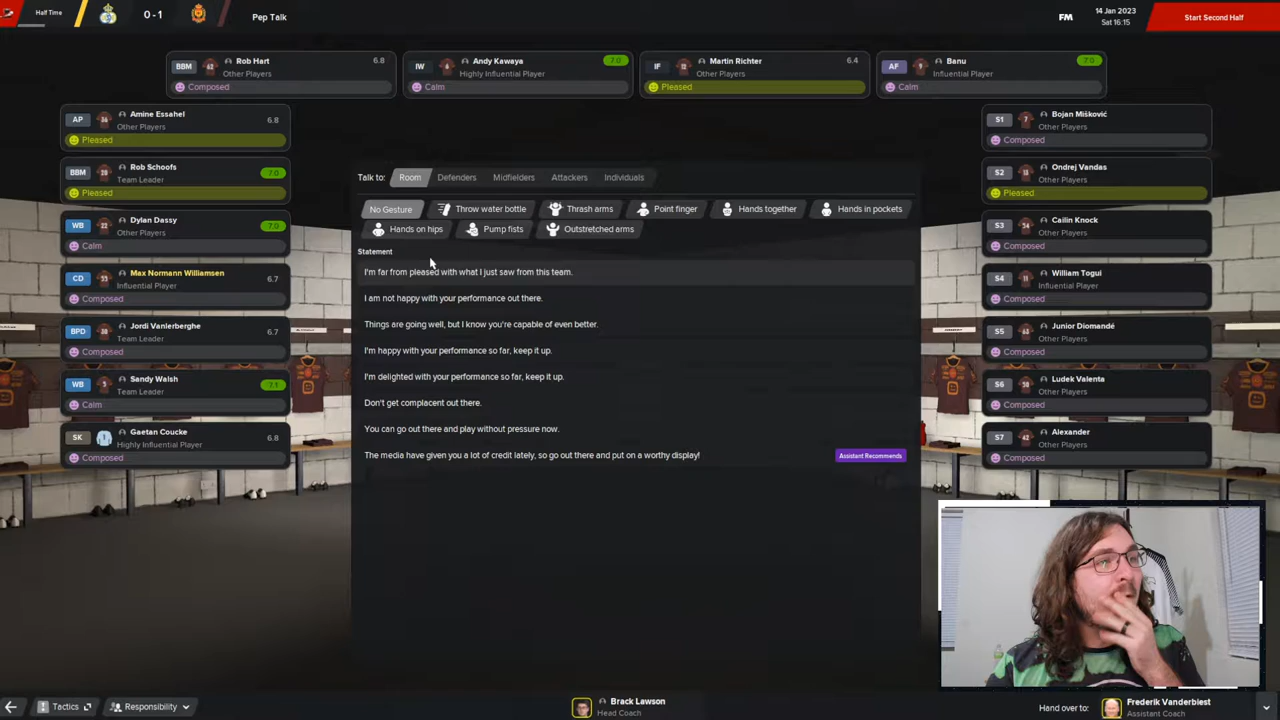 Half Time
0 - 1
Pep Talk
FM
14 Jan 2023
Sat 16:15
Start Second Half
BBM
62
Rob Hart
Other Players
6.8
Composed
IW
Andy Kawaya
Highly Influential Player
7.0
Calm
IF
Martin Richter
Other Players
6.4
Pleased
AF
9
Banu
Influential Player
7.0
Calm
AP
Amine Essahel
Other Players
6.8
Pleased
BBM
20
Rob Schoofs
Team Leader
7.0
Pleased
WB
22
Dylan Dassy
Other Players
7.0
Calm
CD
33
Max Normann Williamsen
Influential Player
6.7
Composed
BPD
30
Jordi Vanlerberghe
Team Leader
6.7
Composed
WB
5
Sandy Walsh
Team Leader
7.1
Calm
SK
1
Gaetan Coucke
Highly Influential Player
6.8
Composed
Talk to:
Room
Defenders
Midfielders
Attackers
Individuals
No Gesture
Throw water bottle
Thrash arms
Point finger
Hands together
Hands in pockets
Hands on hips
Pump fists
Outstretched arms
Statement
I'm far from pleased with what I just saw from this team.
I am not happy with your performance out there.
Things are going well, but I know you're capable of even better.
I'm happy with your performance so far, keep it up.
I'm delighted with your performance so far, keep it up.
Don't get complacent out there.
You can go out there and play without pressure now.
The media have given you a lot of credit lately, so go out there and put on a worthy display!
Assistant Recommends
S1
7
Bojan Mišković
Other Players
Composed
S2
Ondrej Vandas
Other Players
Pleased
S3
54
Cailin Knock
Other Players
Composed
S4
11
William Togui
Influential Player
Composed
S5
Junior Diomandé
Other Players
Composed
S6
Ludek Valenta
Other Players
Composed
S7
42
Alexander
Other Players
Composed
Tactics
Responsibility
Brack Lawson
Head Coach
Hand over to:
Frederik Vanderbiest
Assistant Coach